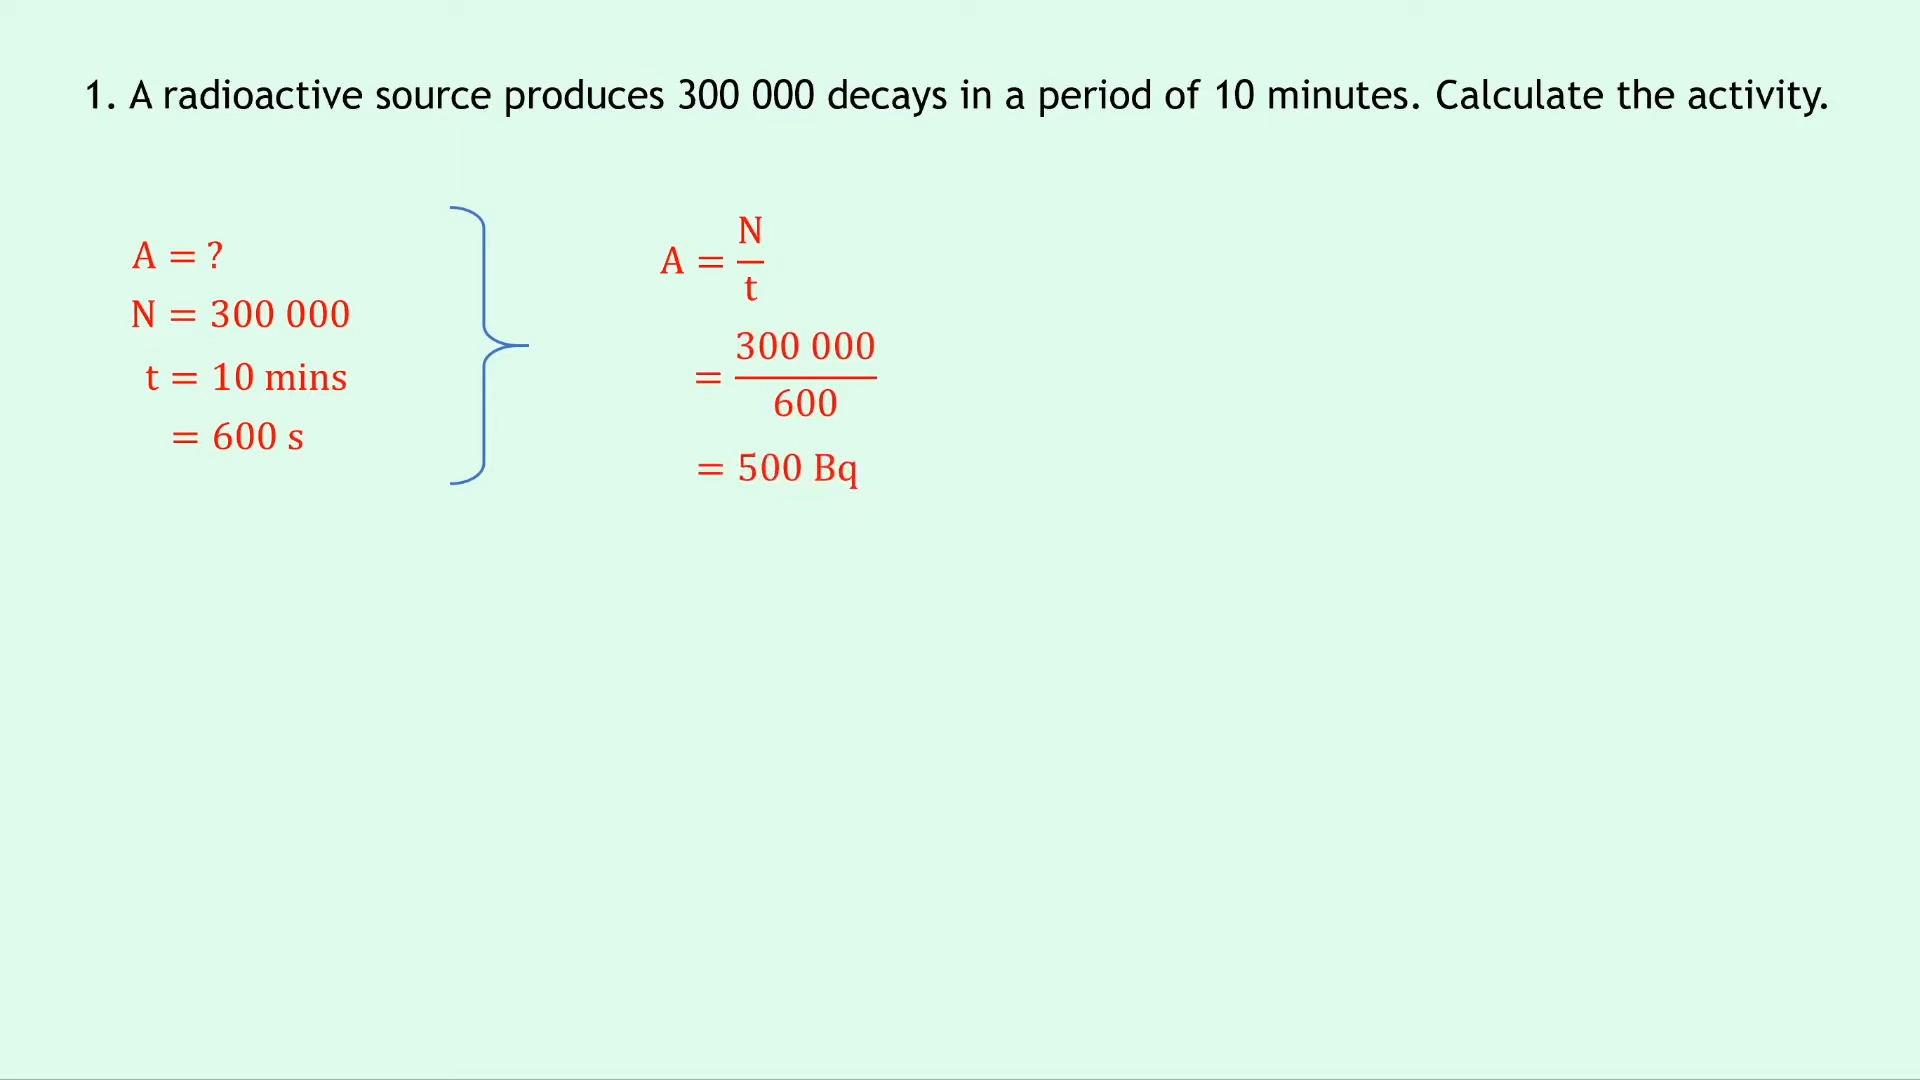 1. A radioactive source produces 300 000 decays in a period of 10 minutes. Calculate the activity.
A = ?
N = 300 000
t = 10 mins
= 600 s
A = N/t
= 300 000/600
= 500 Bq